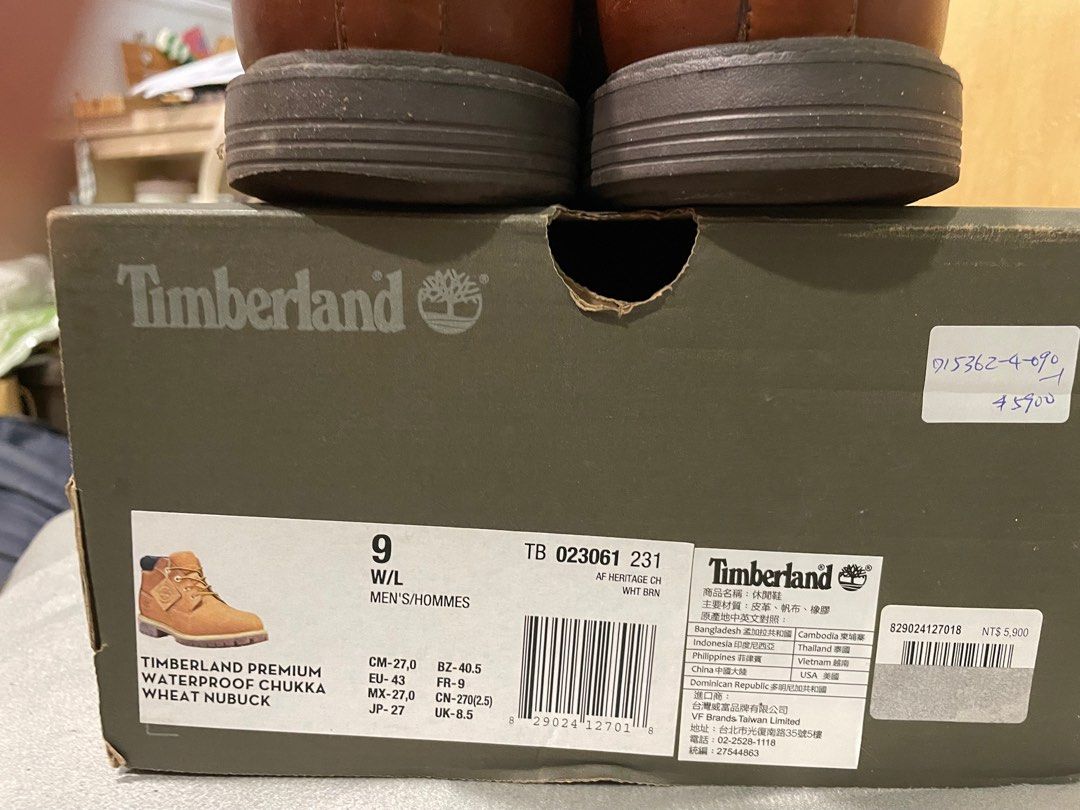 Timberland®
D15362-4-090
-1
$5900
9
W/L
MEN'S/HOMMES
TB 023061 231
AF HERITAGE CH
WHT BRN
TIMBERLAND PREMIUM
WATERPROOF CHUKKA
WHEAT NUBUCK
CM-27,0 BZ-40.5
EU- 43 FR-9
MX-27,0 CN-270(2.5)
JP- 27 UK-8.5
8 29024 12701 8
Timberland®
商品名稱：休閒鞋
主要材質：皮革、帆布、橡膠
原產地中英文對照：
Bangladesh 孟加拉共和國 Cambodia 柬埔寨
Indonesia 印度尼西亞 Thailand 泰國
Philippines 菲律賓 Vietnam 越南
China 中國大陸 USA 美國
Dominican Republic 多明尼加共和國
進口商：
台灣威富品牌有限公司
VF Brands Taiwan Limited
地址：台北市光復南路35號5樓
電話：02-2528-1118
統編：27544863
829024127018 NT$ 5,900